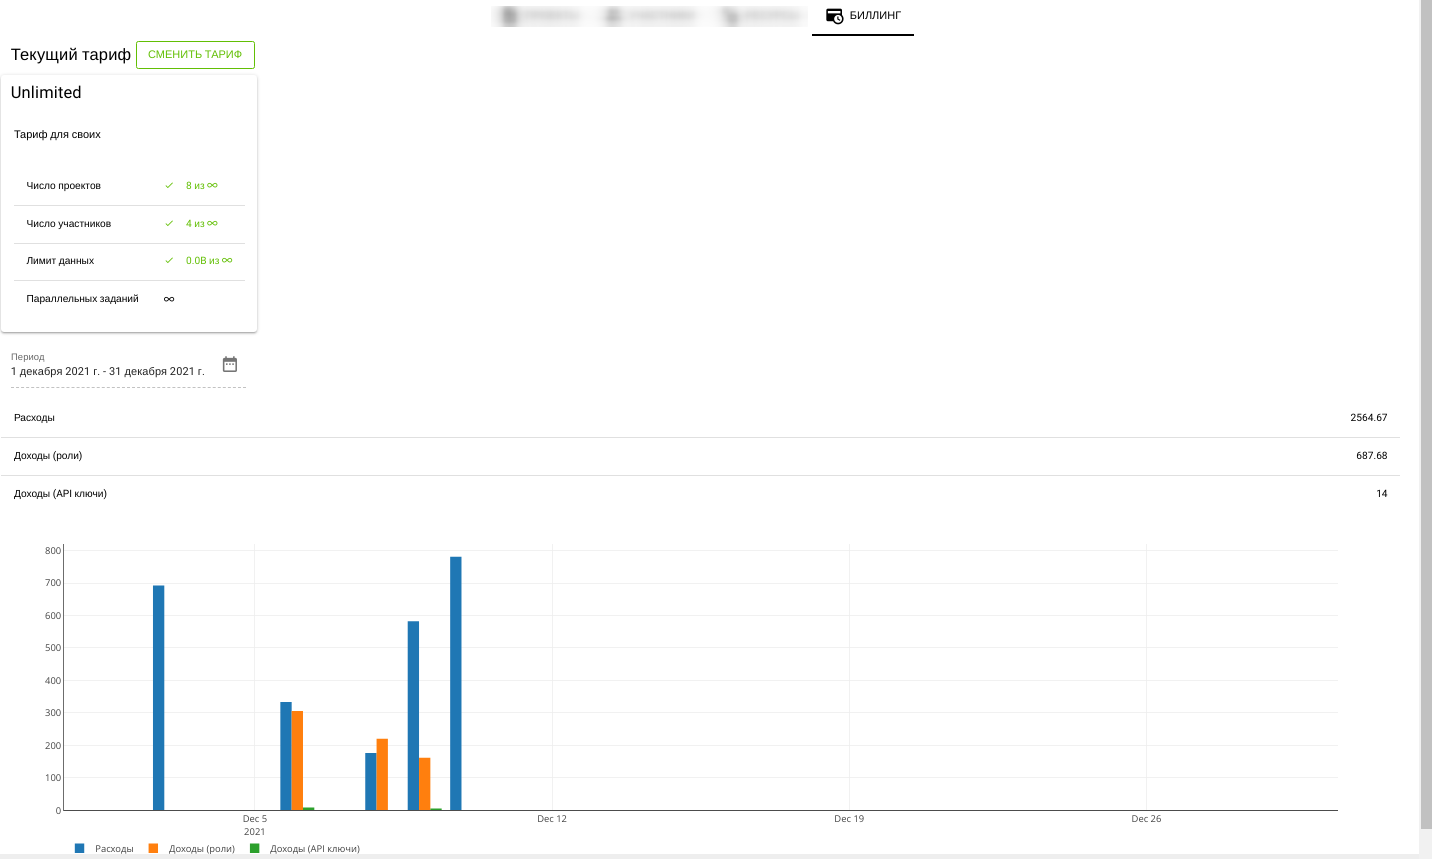 БИЛЛИНГ
Текущий тариф СМЕНИТЬ ТАРИФ
Unlimited
Тариф для своих
Число проектов 8 из ∞
Число участников 4 из ∞
Лимит данных 0.0B из ∞
Параллельных заданий ∞
Период
1 декабря 2021 г. - 31 декабря 2021 г.
Расходы 2564.67
Доходы (роли) 687.68
Доходы (API ключи) 14
800
700
600
500
400
300
200
100
0
Dec 5 Dec 12 Dec 19 Dec 26
2021
Расходы Доходы (роли) Доходы (API ключи)